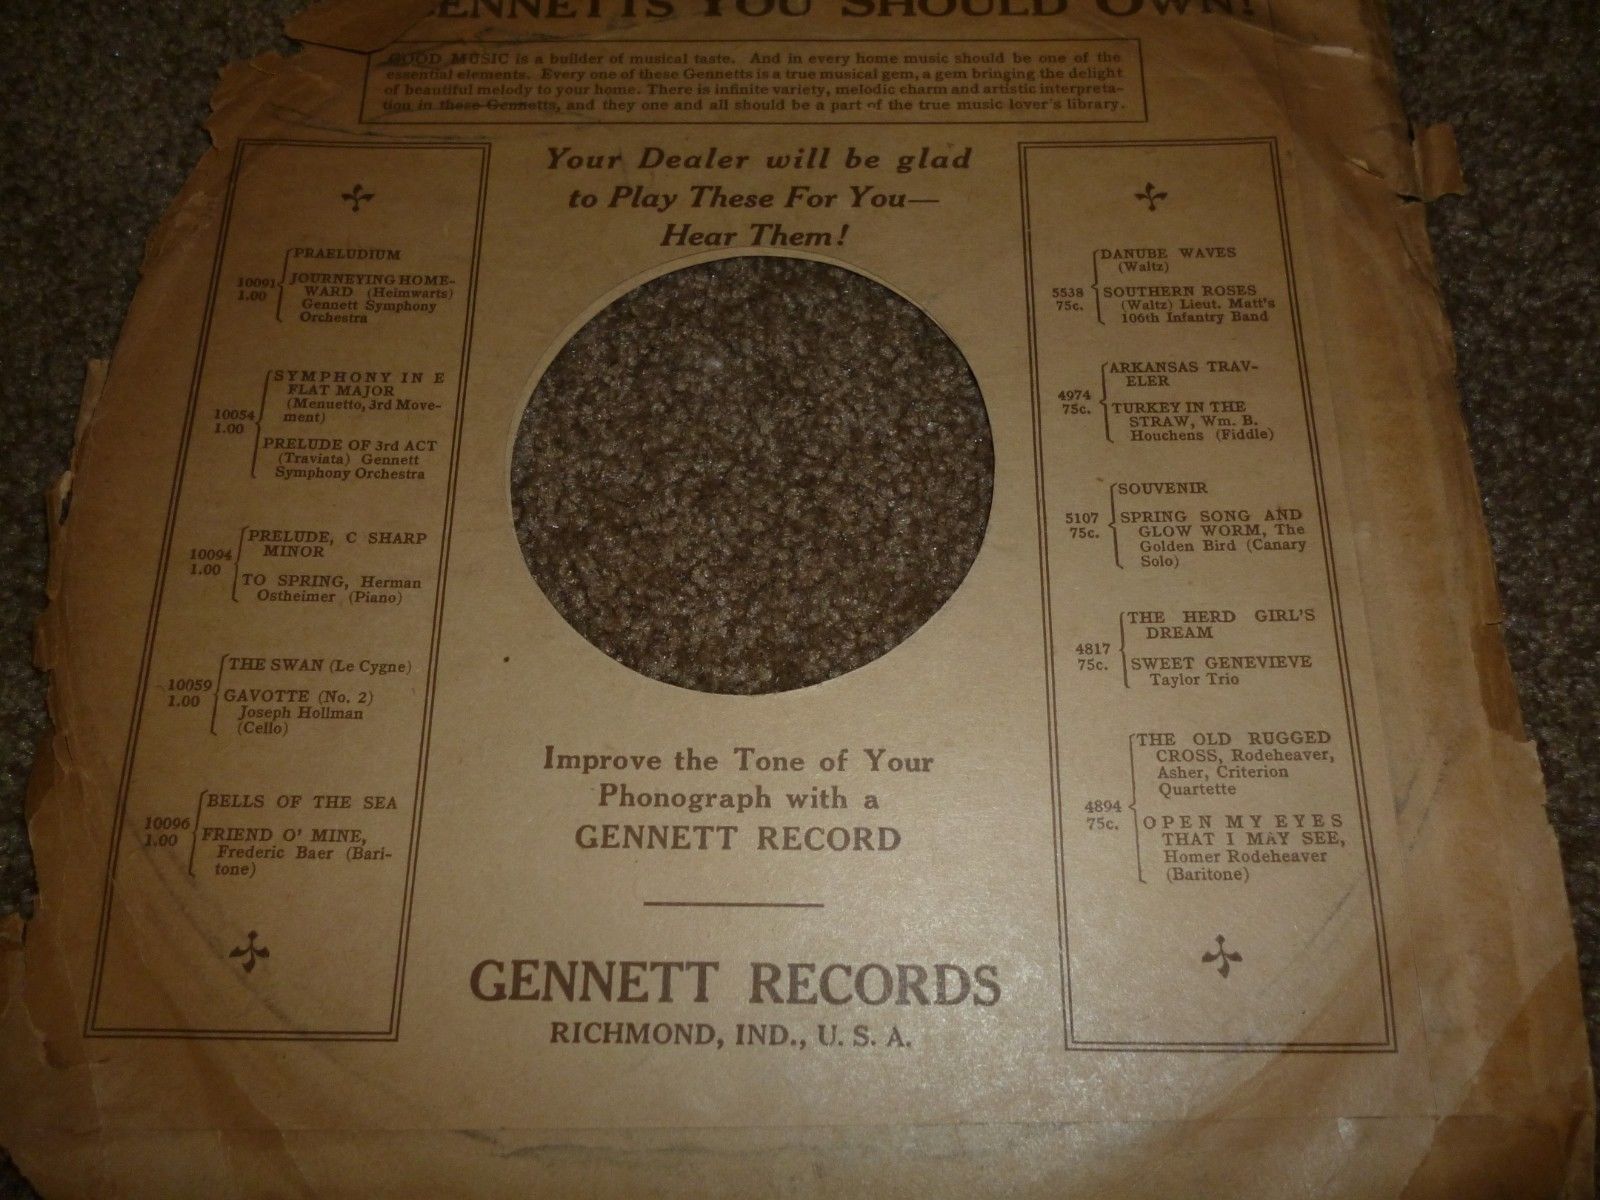 GENNETTS YOU SHOULD OWN!
GOOD MUSIC is a builder of musical taste. And in every home music should be one of the
essential elements. Every one of these Gennetts is a true musical gem, a gem bringing the delight
of beautiful melody to your home. There is infinite variety, melodic charm and artistic interpreta-
tion in these Gennetts, and they one and all should be a part of the true music lover's library.
Your Dealer will be glad
to Play These For You—
Hear Them!
PRAELUDIUM
10091
1.00
JOURNEYING HOME-
WARD (Heimwarts)
Gennett Symphony
Orchestra
SYMPHONY IN E
FLAT MAJOR
(Menuetto, 3rd Move-
ment)
10054
1.00
PRELUDE OF 3rd ACT
(Traviata) Gennett
Symphony Orchestra
PRELUDE, C SHARP
MINOR
10094
1.00
TO SPRING, Herman
Ostheimer (Piano)
THE SWAN (Le Cygne)
10059
1.00
GAVOTTE (No. 2)
Joseph Hollman
(Cello)
BELLS OF THE SEA
10096
1.00
FRIEND O' MINE,
Frederic Baer (Bari-
tone)
DANUBE WAVES
(Waltz)
5538
75c.
SOUTHERN ROSES
(Waltz) Lieut. Matt's
106th Infantry Band
ARKANSAS TRAV-
ELER
4974
75c.
TURKEY IN THE
STRAW, Wm. B.
Houchens (Fiddle)
SOUVENIR
5107
75c.
SPRING SONG AND
GLOW WORM, The
Golden Bird (Canary
Solo)
THE HERD GIRL'S
DREAM
4817
75c.
SWEET GENEVIEVE
Taylor Trio
THE OLD RUGGED
CROSS, Rodeheaver,
Asher, Criterion
Quartette
4894
75c.
OPEN MY EYES
THAT I MAY SEE,
Homer Rodeheaver
(Baritone)
Improve the Tone of Your
Phonograph with a
GENNETT RECORD
GENNETT RECORDS
RICHMOND, IND., U. S. A.